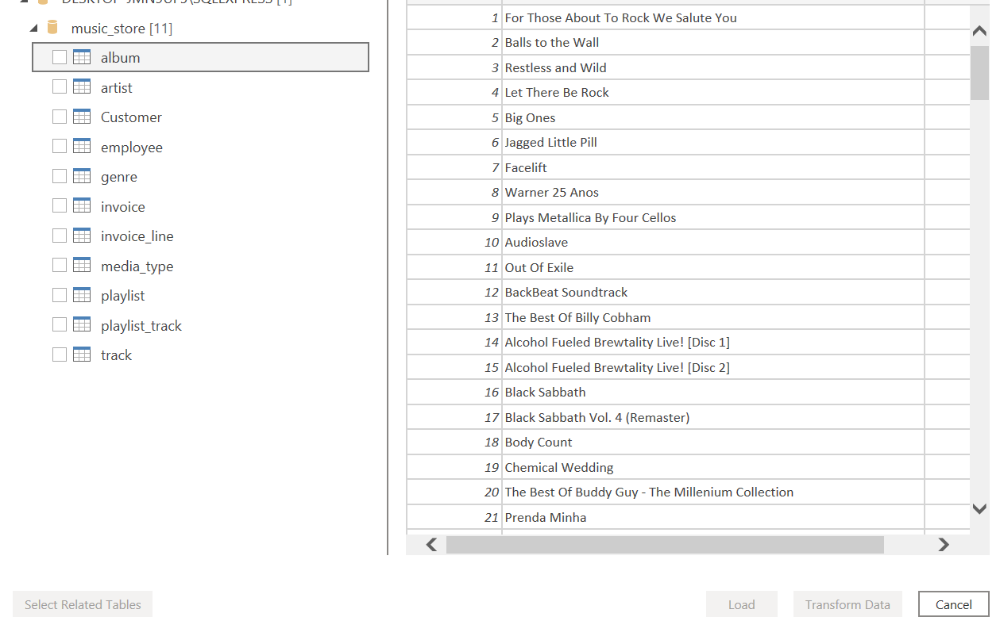 [1]
music_store [11]
album
artist
Customer
employee
genre
invoice
invoice_line
media_type
playlist
playlist_track
track
1 For Those About To Rock We Salute You
2 Balls to the Wall
3 Restless and Wild
4 Let There Be Rock
5 Big Ones
6 Jagged Little Pill
7 Facelift
8 Warner 25 Anos
9 Plays Metallica By Four Cellos
10 Audioslave
11 Out Of Exile
12 BackBeat Soundtrack
13 The Best Of Billy Cobham
14 Alcohol Fueled Brewtality Live! [Disc 1]
15 Alcohol Fueled Brewtality Live! [Disc 2]
16 Black Sabbath
17 Black Sabbath Vol. 4 (Remaster)
18 Body Count
19 Chemical Wedding
20 The Best Of Buddy Guy - The Millenium Collection
21 Prenda Minha
Select Related Tables
Load
Transform Data
Cancel